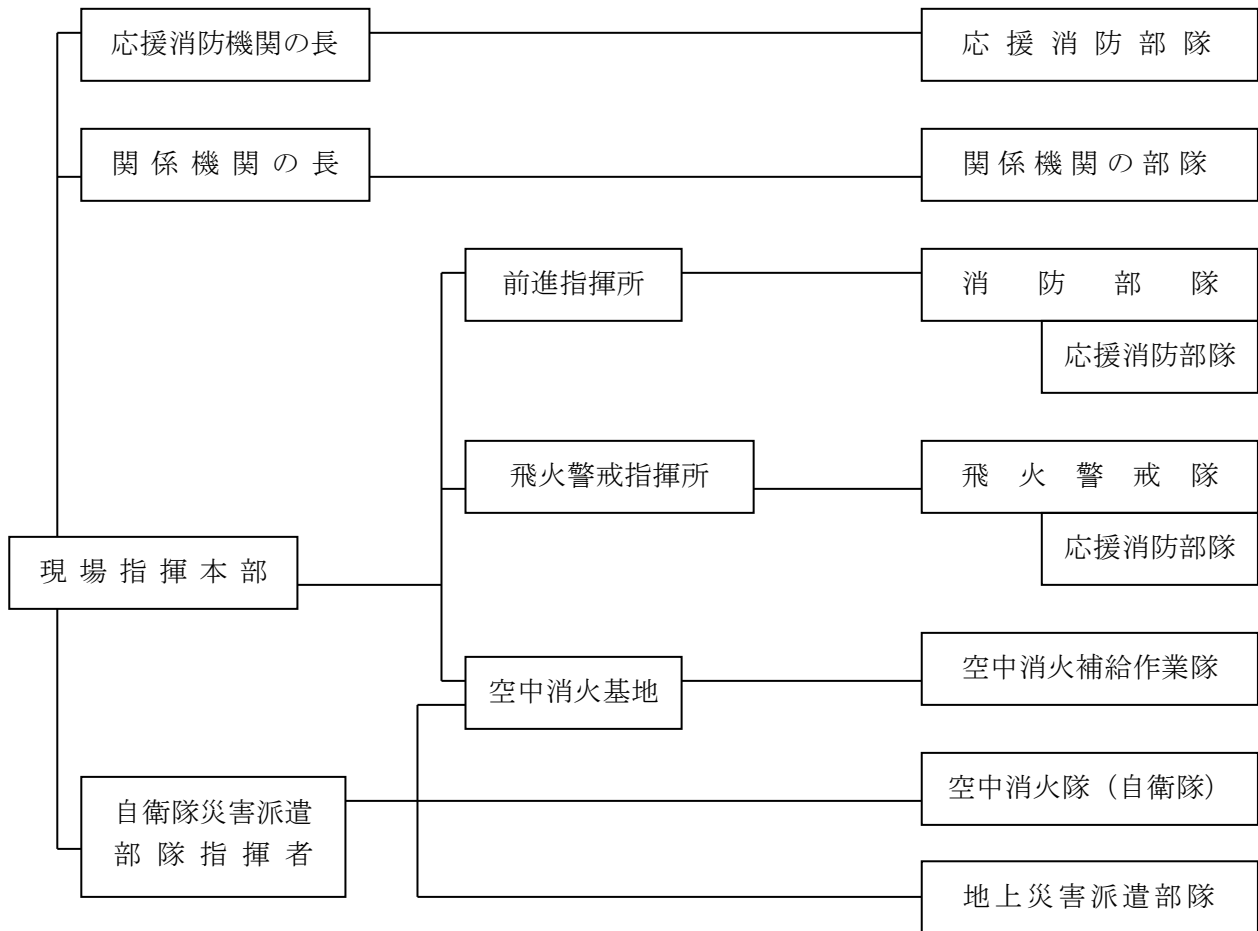 応援消防機関の長
応援消防部隊
関係機関の長
関係機関の部隊
前進指揮所
消防部隊
応援消防部隊
飛火警戒指揮所
飛火警戒隊
応援消防部隊
現場指揮本部
空中消火基地
空中消火補給作業隊
自衛隊災害派遣
部隊指揮者
空中消火隊（自衛隊）
地上災害派遣部隊